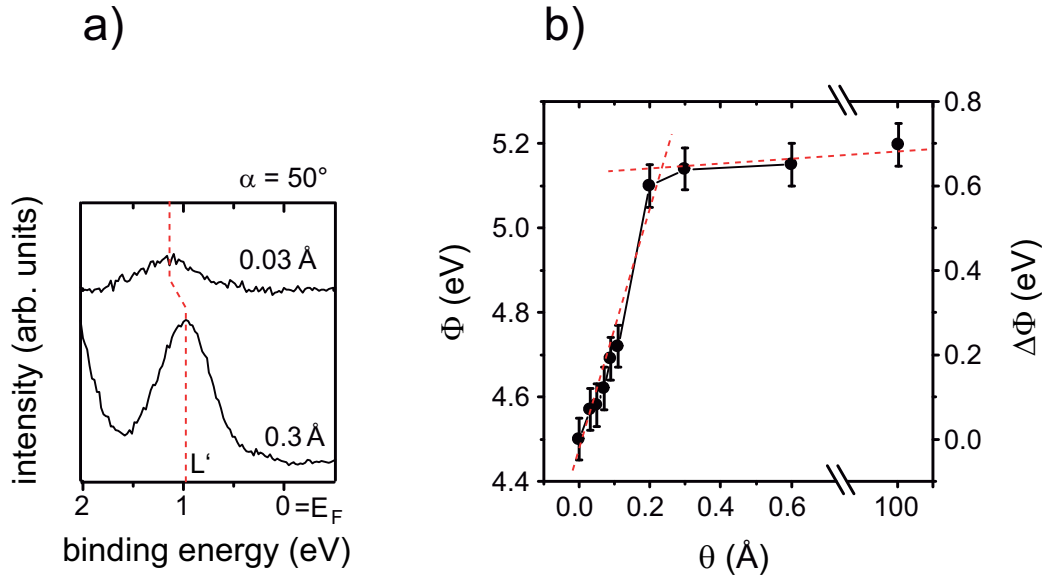 a)
α = 50°
0.03 Å
0.3 Å
L‘
2
1
0
=E_F
binding energy (eV)
intensity (arb. units)
b)
5.2
5.0
4.8
4.6
4.4
Φ (eV)
0.8
0.6
0.4
0.2
0.0
ΔΦ (eV)
0.0
0.2
0.4
0.6
100
θ (Å)